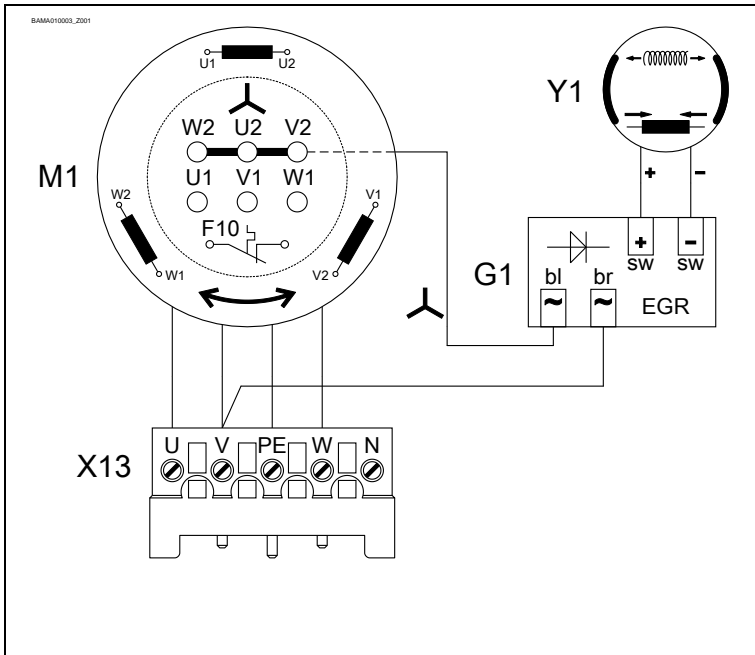 BAMA010003_Z001
U1 U2
W2 U2 V2
U1 V1 W1
F10
W2
W1
V1
V2
M1
Y1
+ -
+ -
sw sw
G1
bl br
~ ~
EGR
X13
U V PE W N